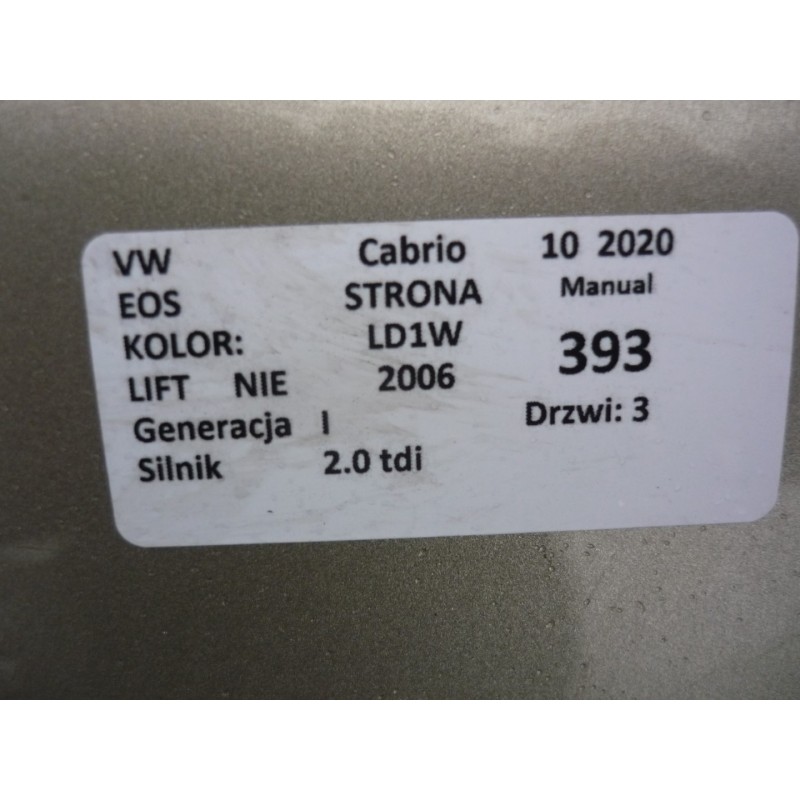 VW Cabrio 10 2020
EOS STRONA Manual
KOLOR: LD1W 393
LIFT NIE 2006
Generacja I Drzwi: 3
Silnik 2.0 tdi